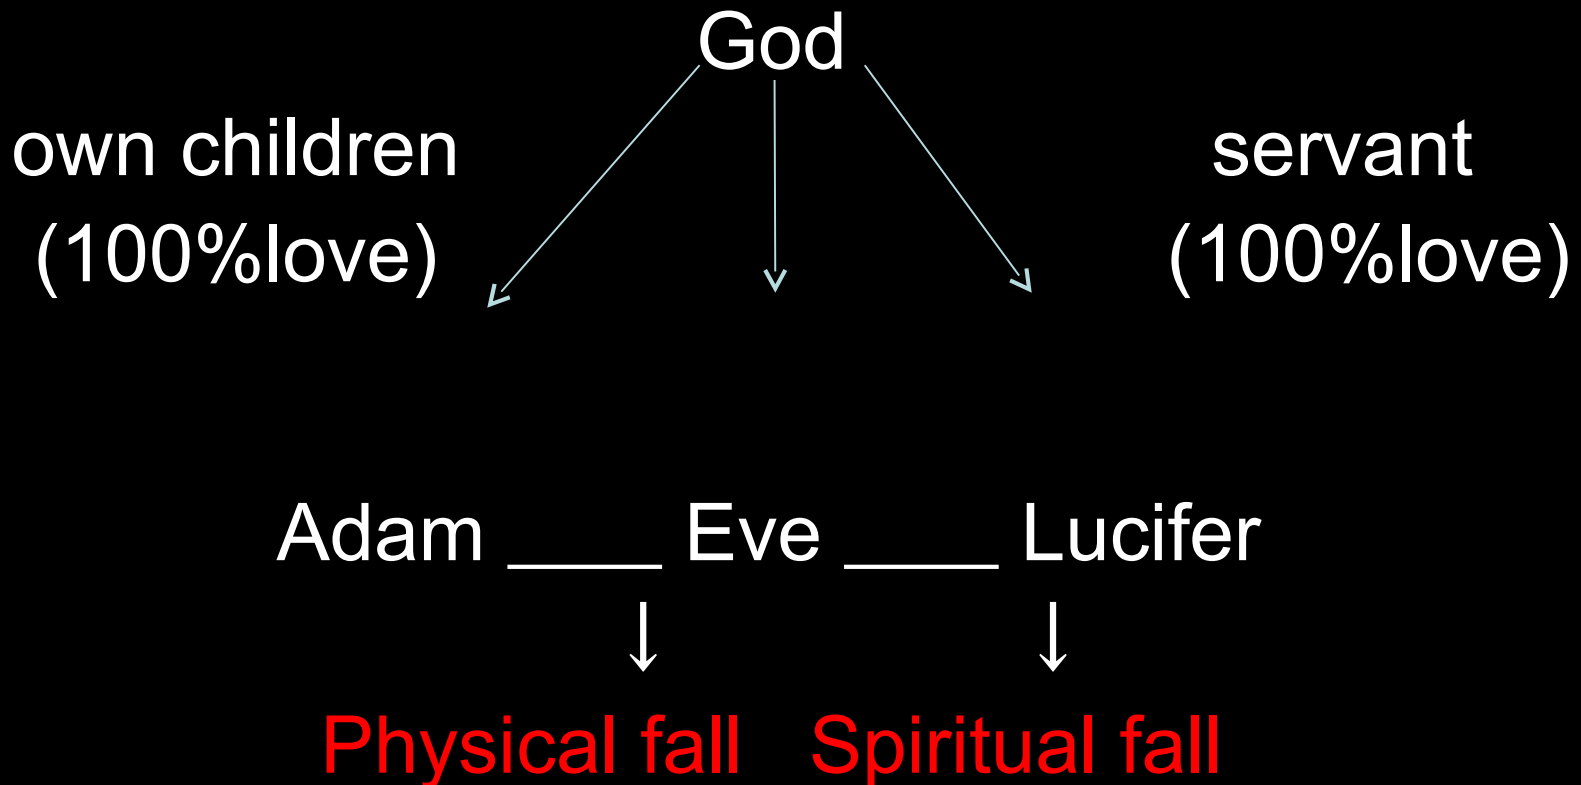 God
own children servant
(100%love) (100%love)
Adam ____ Eve ____ Lucifer
↓ ↓
Physical fall Spiritual fall